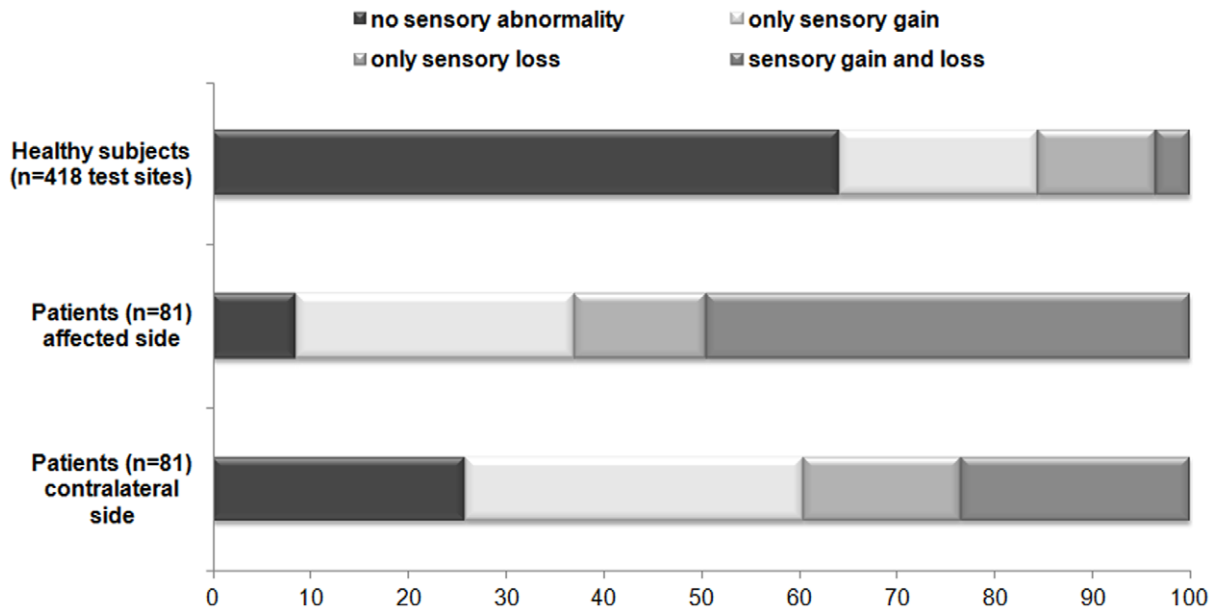 no sensory abnormality
only sensory gain
only sensory loss
sensory gain and loss
Healthy subjects
(n=418 test sites)
Patients (n=81)
affected side
Patients (n=81)
contralateral
side
0 10 20 30 40 50 60 70 80 90 100